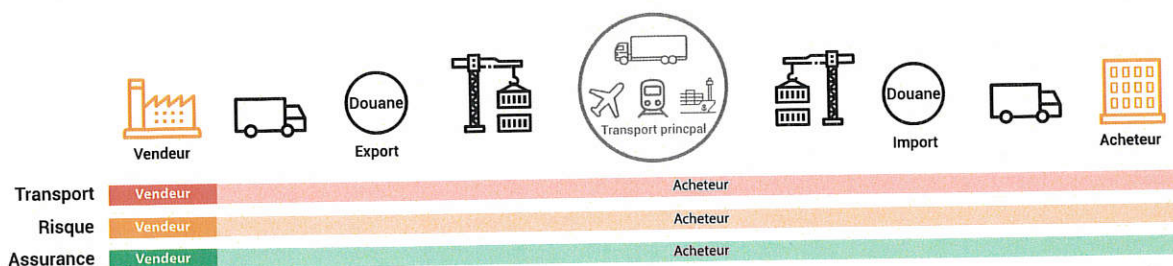 Douane
Douane
Transport princpal
Vendeur
Export
Import
Acheteur
Transport Vendeur Acheteur
Risque Vendeur Acheteur
Assurance Vendeur Acheteur